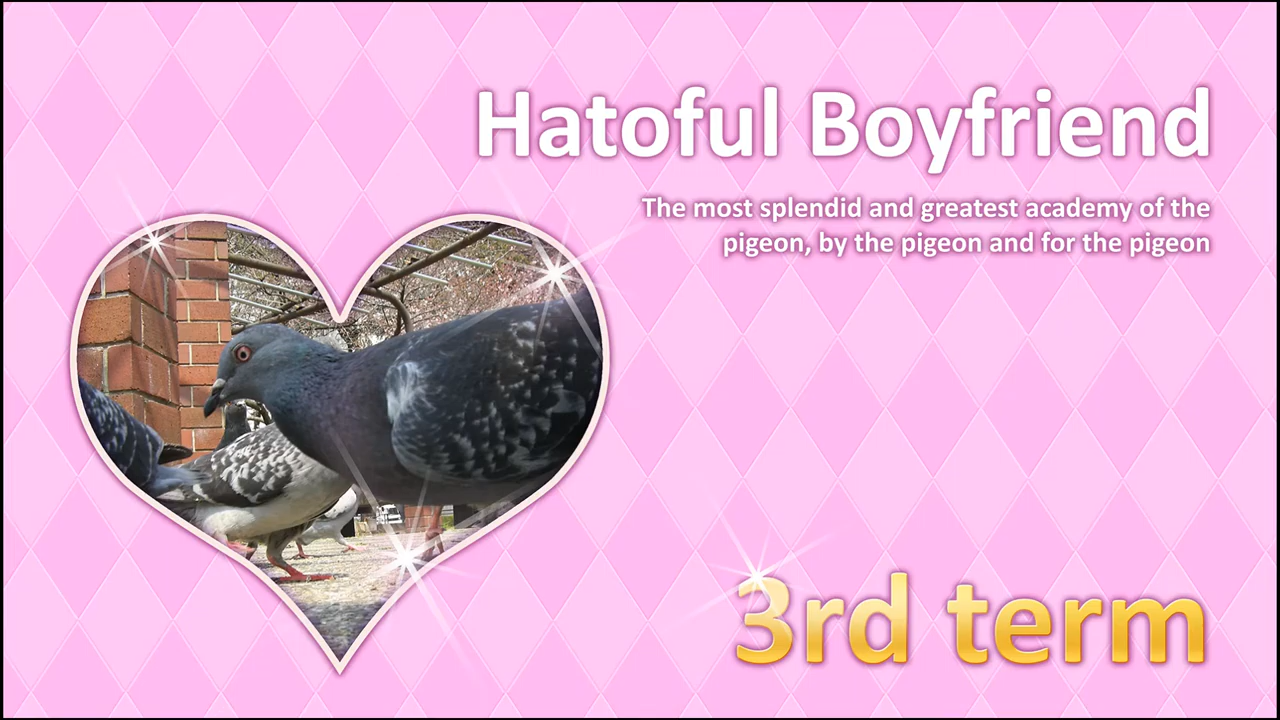 Hatoful Boyfriend
The most splendid and greatest academy of the
pigeon, by the pigeon and for the pigeon
3rd term